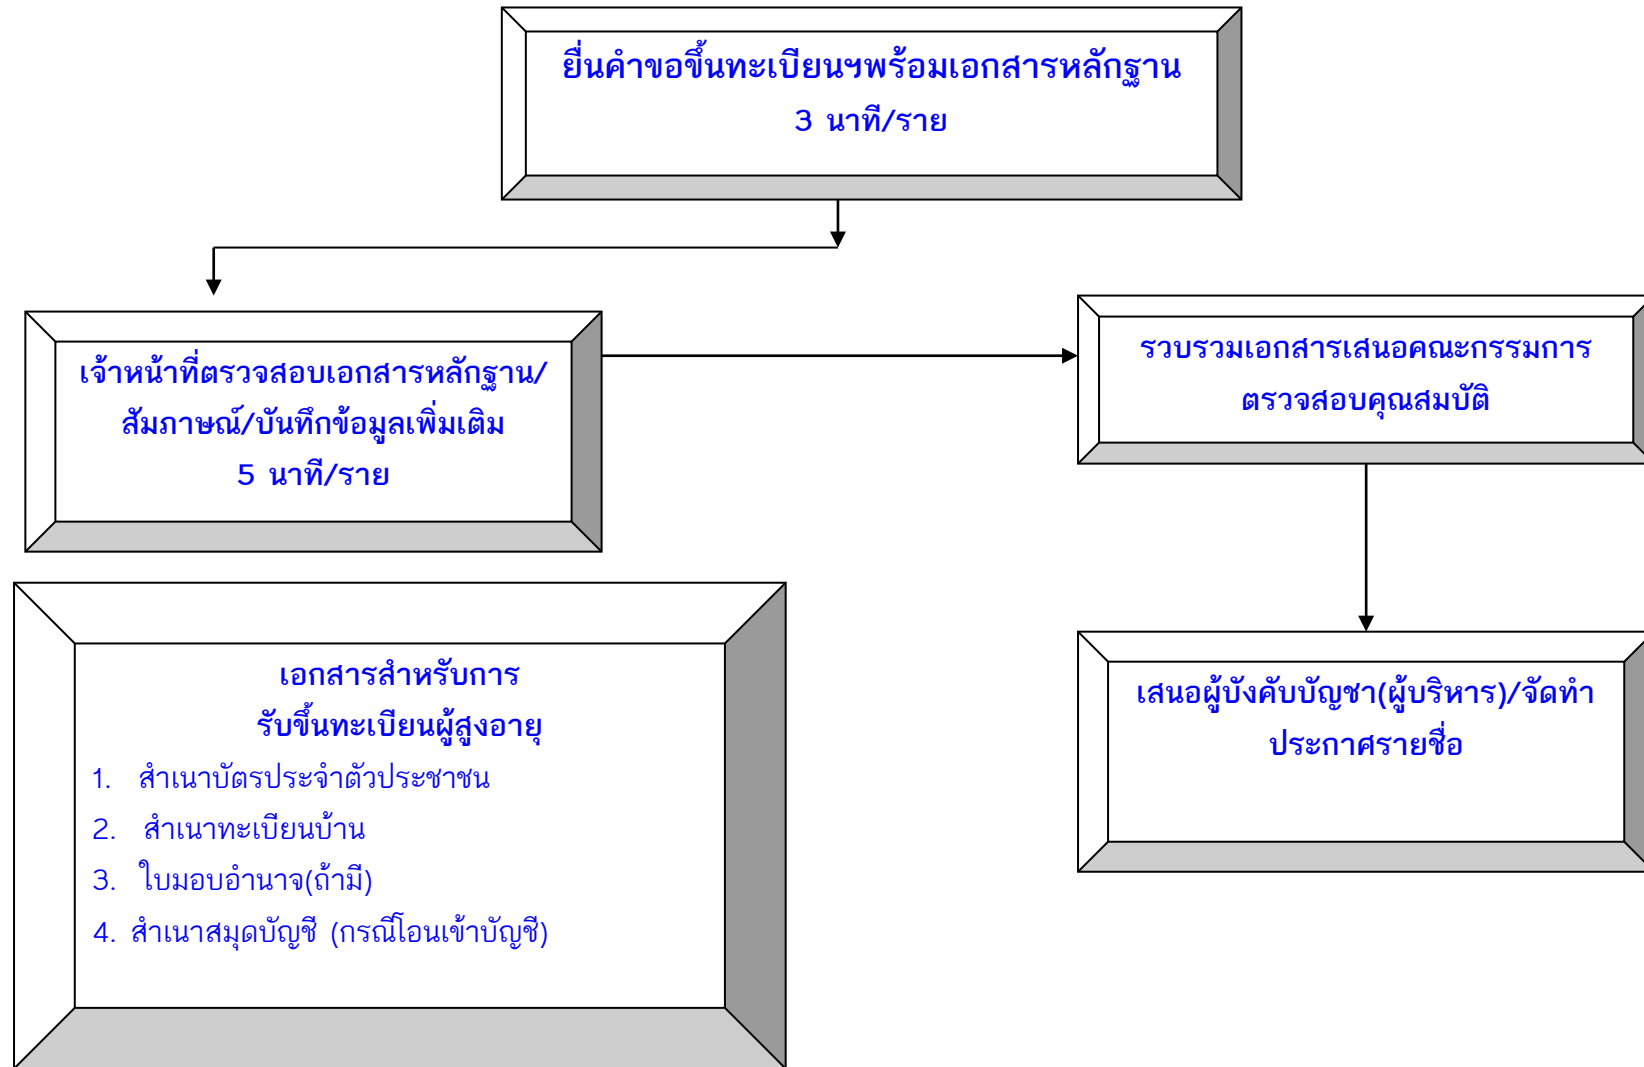 ยื่นคำขอขึ้นทะเบียนฯพร้อมเอกสารหลักฐาน
3 นาที/ราย
เจ้าหน้าที่ตรวจสอบเอกสารหลักฐาน/
สัมภาษณ์/บันทึกข้อมูลเพิ่มเติม
5 นาที/ราย
รวบรวมเอกสารเสนอคณะกรรมการ
ตรวจสอบคุณสมบัติ
เสนอผู้บังคับบัญชา(ผู้บริหาร)/จัดทำ
ประกาศรายชื่อ
เอกสารสำหรับการ
รับขึ้นทะเบียนผู้สูงอายุ
1. สำเนาบัตรประจำตัวประชาชน
2. สำเนาทะเบียนบ้าน
3. ใบมอบอำนาจ(ถ้ามี)
4. สำเนาสมุดบัญชี (กรณีโอนเข้าบัญชี)